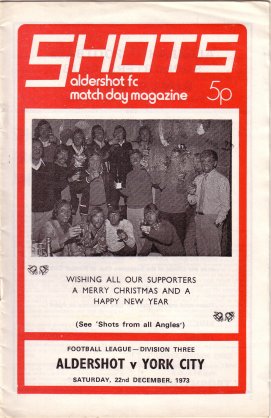 SHOTS
aldershot fc
match day magazine 5p
WISHING ALL OUR SUPPORTERS
A MERRY CHRISTMAS AND A
HAPPY NEW YEAR
(See 'Shots from all Angles')
FOOTBALL LEAGUE — DIVISION THREE
ALDERSHOT v YORK CITY
SATURDAY, 22nd DECEMBER, 1973